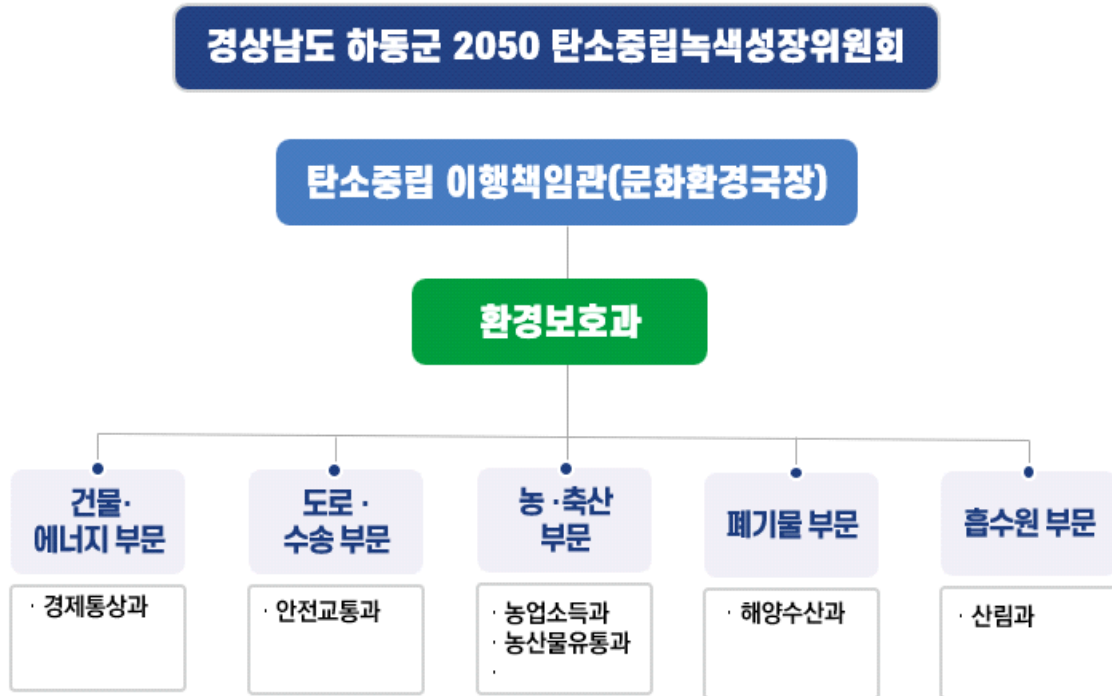 경상남도 하동군 2050 탄소중립녹색성장위원회
탄소중립 이행책임관(문화환경국장)
환경보호과
건물·
에너지 부문
· 경제통상과
도로 ·
수송 부문
· 안전교통과
농 ·축산
부문
· 농업소득과
· 농산물유통과
·
폐기물 부문
· 해양수산과
흡수원 부문
· 산림과